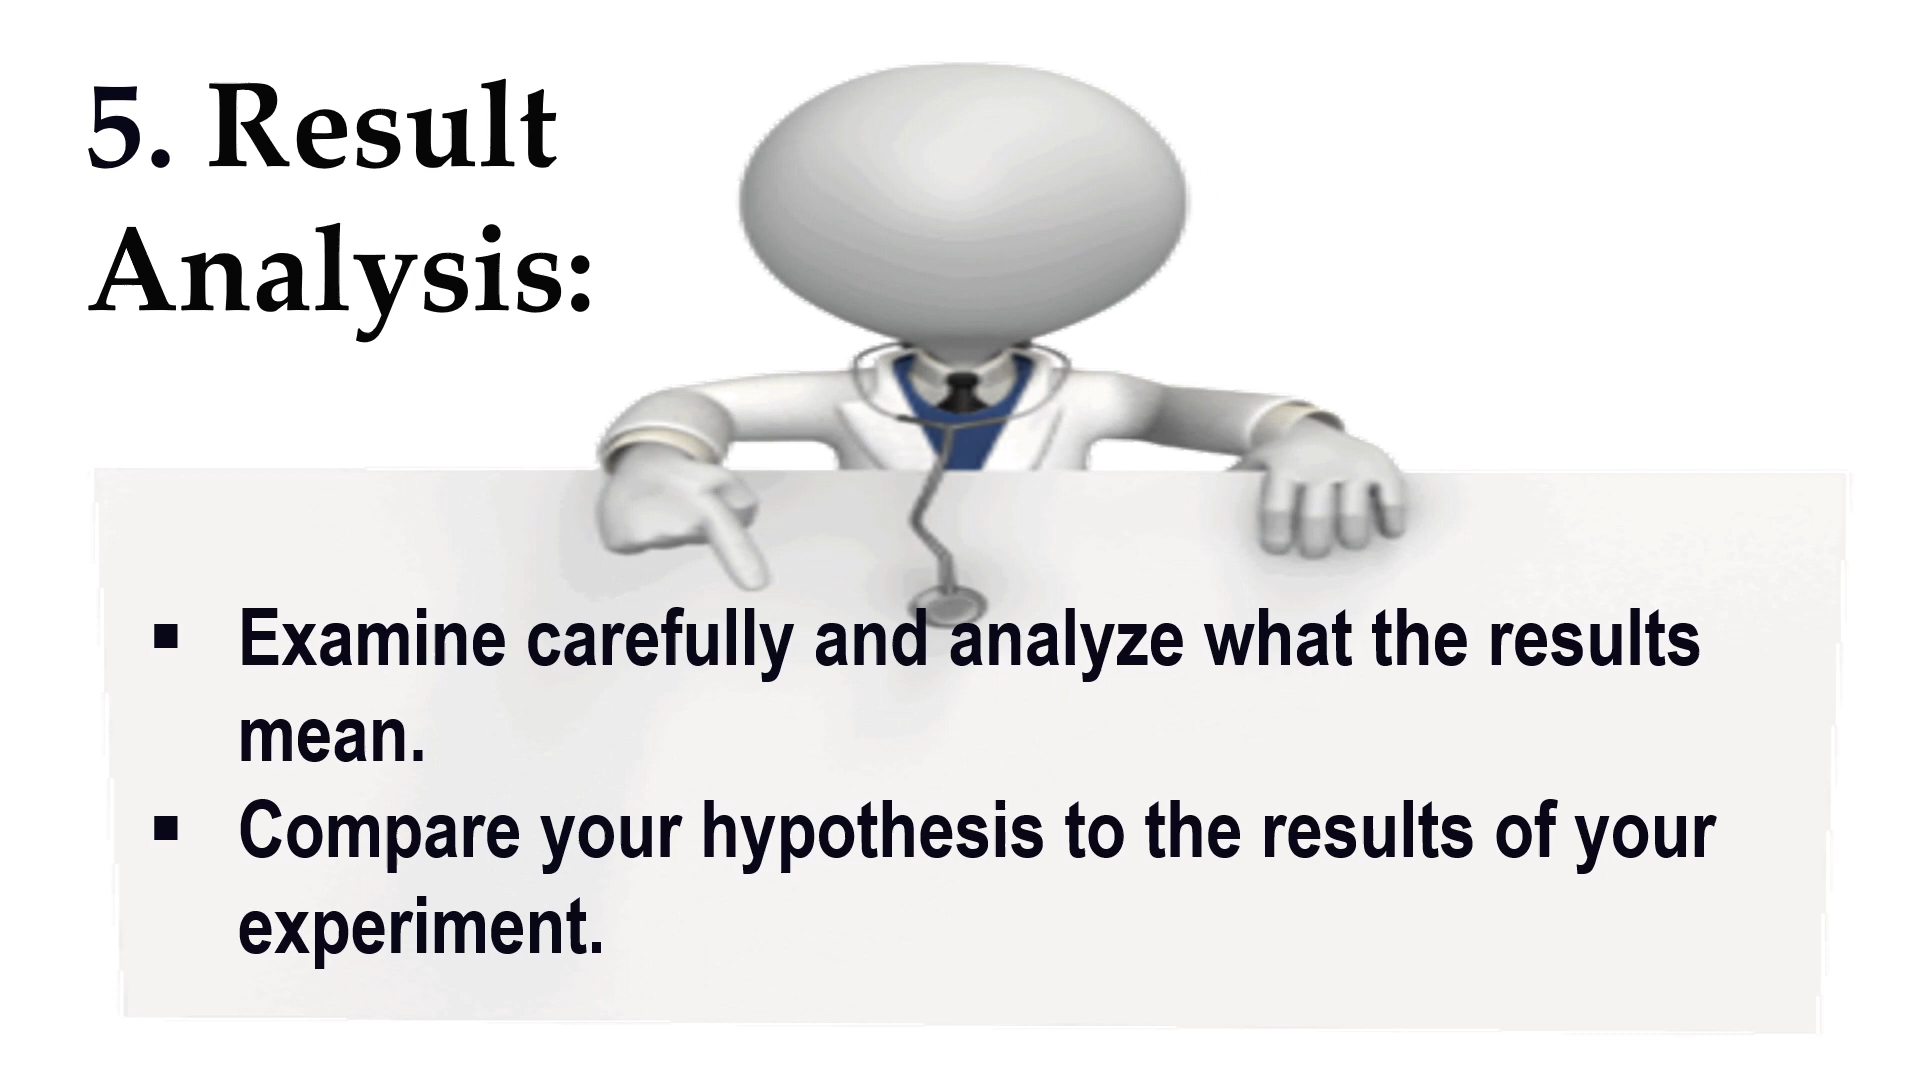 5. Result
Analysis:
▪ Examine carefully and analyze what the results
mean.
▪ Compare your hypothesis to the results of your
experiment.